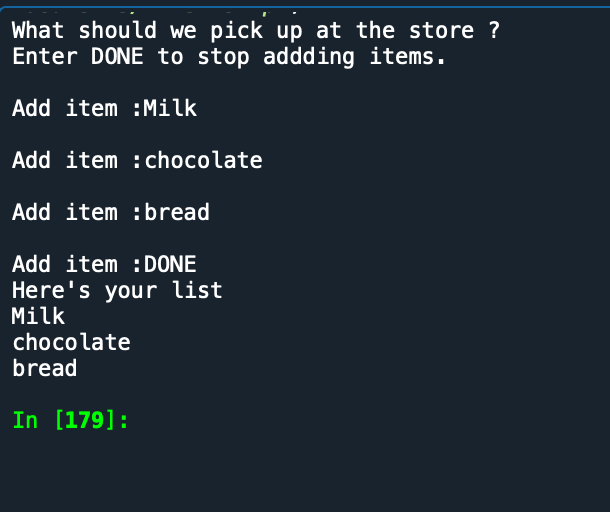 What should we pick up at the store ?
Enter DONE to stop addding items.
Add item :Milk
Add item :chocolate
Add item :bread
Add item :DONE
Here's your list
Milk
chocolate
bread
In [179]: